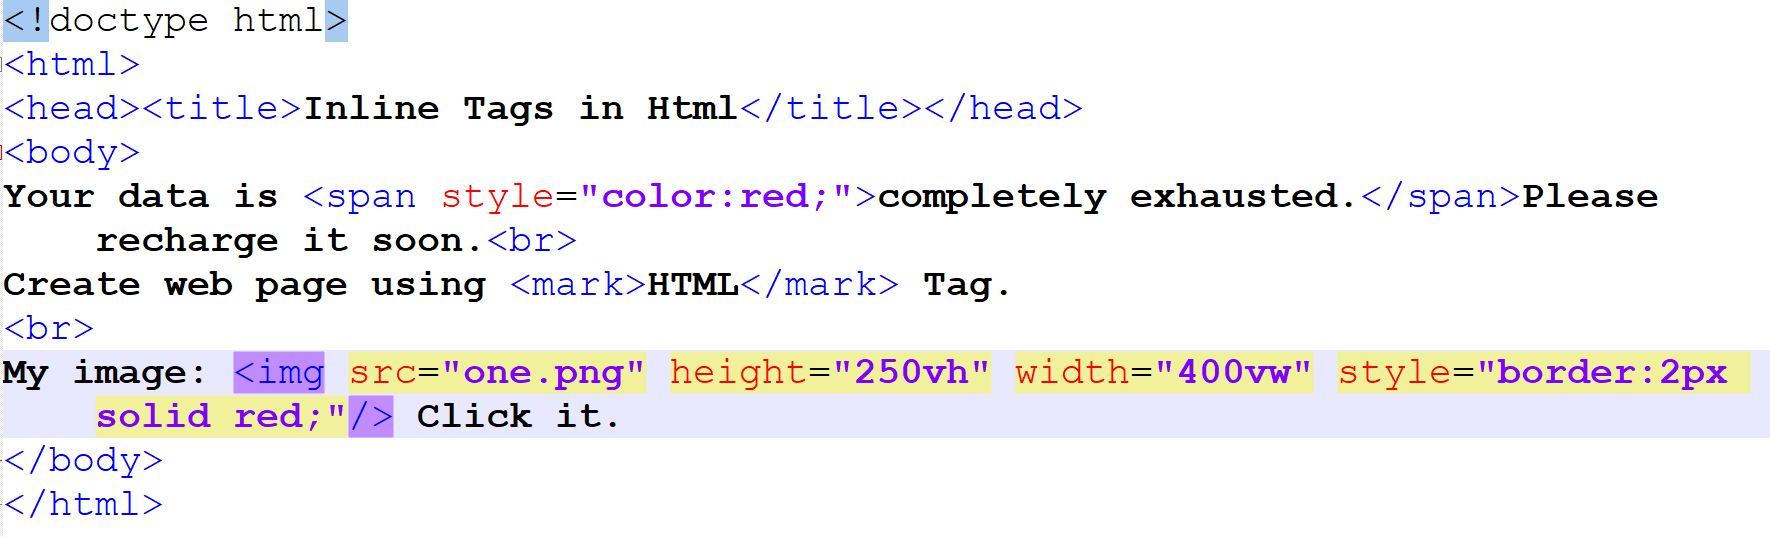 <!doctype html>
<html>
<head><title>Inline Tags in Html</title></head>
<body>
Your data is <span style="color:red;">completely exhausted.</span>Please
recharge it soon.<br>
Create web page using <mark>HTML</mark> Tag.
<br>
My image: <img src="one.png" height="250vh" width="400vw" style="border:2px
solid red;"/> Click it.
</body>
</html>